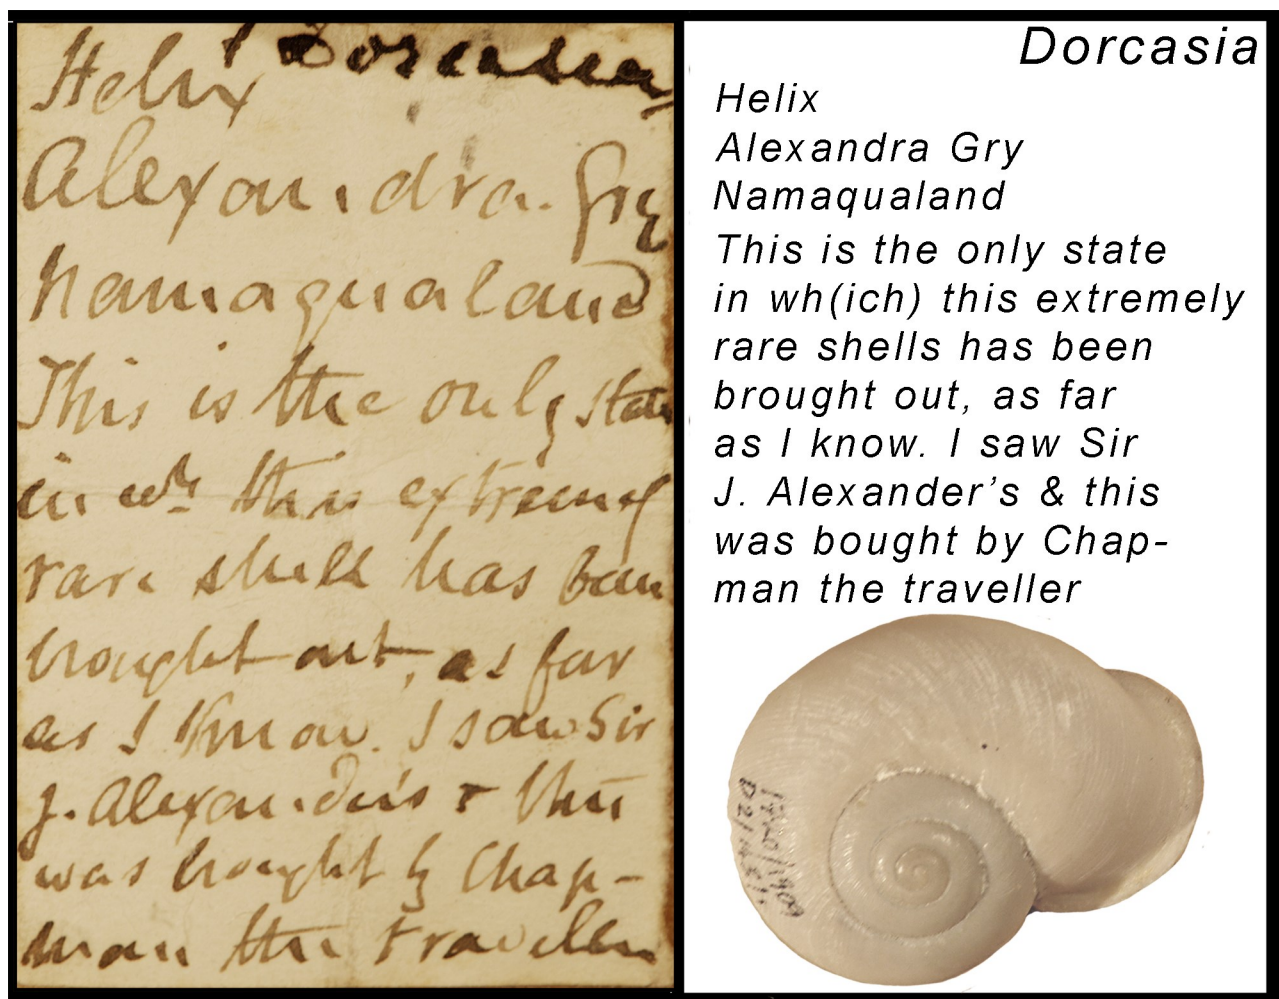 Dorcasia
Helix
Alexandra. Gry
Namaqualand
This is the only state
in wh this
rare shell has been
brought out, as far
as I know. I saw Sir
J. Alexander's & this
was brought by Chap-
man the traveller
Dorcasia
Helix
Alexandra Gry
Namaqualand
This is the only state
in wh(ich) this extremely
rare shells has been
brought out, as far
as I know. I saw Sir
J. Alexander’s & this
was bought by Chap-
man the traveller